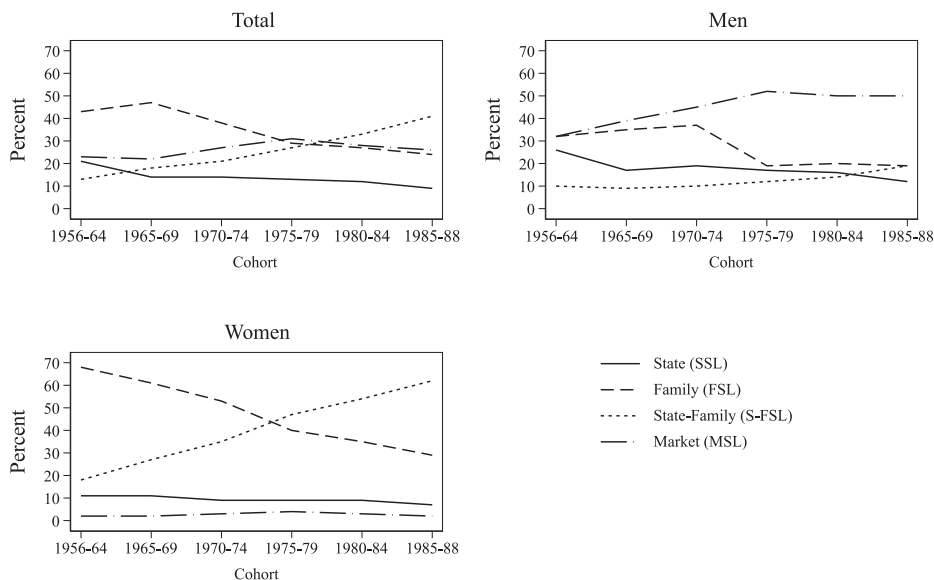 Total
Percent
70
60
50
40
30
20
10
0
1956-64 1965-69 1970-74 1975-79 1980-84 1985-88
Cohort
Men
Percent
70
60
50
40
30
20
10
0
1956-64 1965-69 1970-74 1975-79 1980-84 1985-88
Cohort
Women
Percent
70
60
50
40
30
20
10
0
1956-64 1965-69 1970-74 1975-79 1980-84 1985-88
Cohort
State (SSL)
Family (FSL)
State-Family (S-FSL)
Market (MSL)